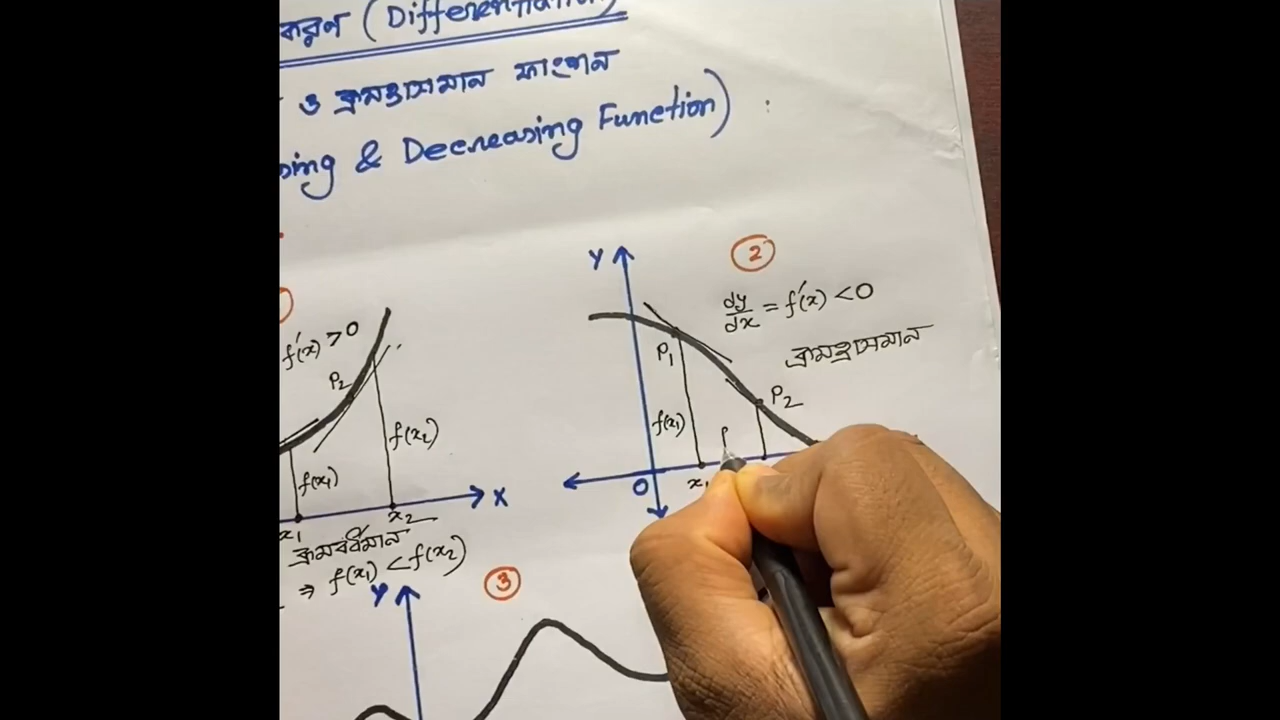 করণ (Differentiation)
ও ক্রমহ্রাসমান ফাংশন
sing & Decreasing Function) :
Y
2
dy/dx = f'(x) < 0
ক্রমহ্রাসমান
P1
P2
f(x1)
O
x1
f'(x) > 0
P2
f(x2)
f(x1)
X
x1
x2
ক্রমবর্ধমান
⇒ f(x1) < f(x2)
Y
3